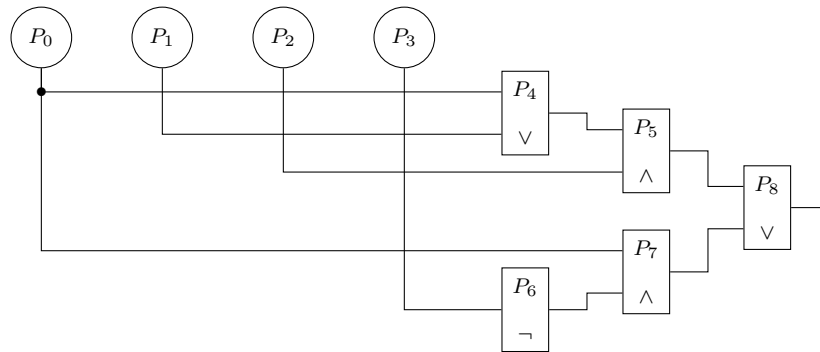 P₀ P₁ P₂ P₃
P₄
∨
P₅
∧
P₈
∨
P₇
∧
P₆
¬